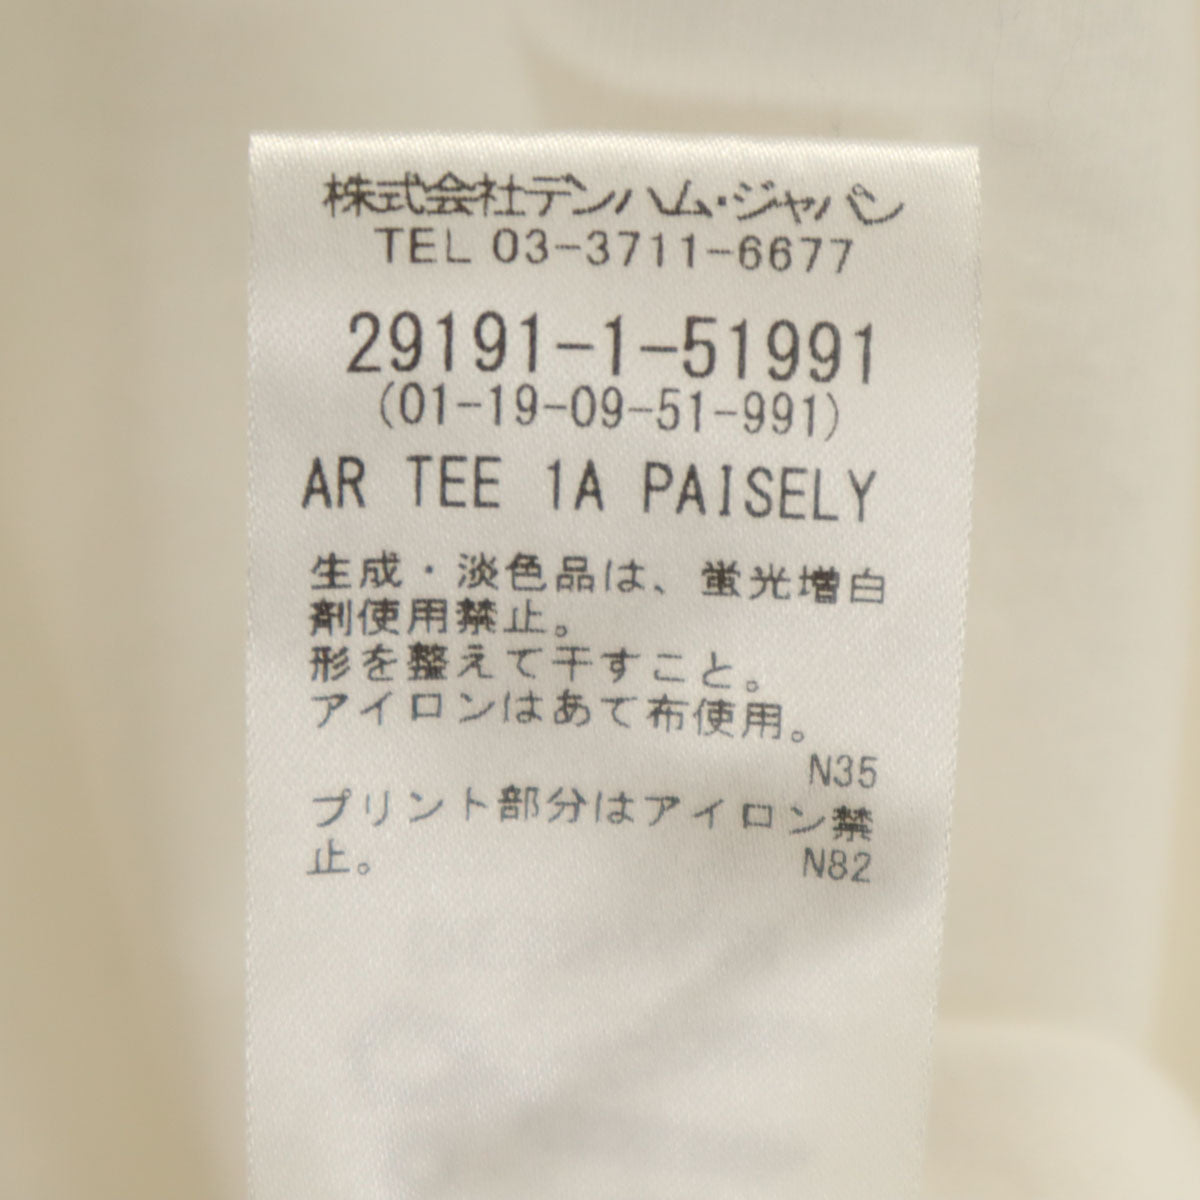 株式会社デンハム・ジャパン
TEL 03-3711-6677
29191-1-51991
(01-19-09-51-991)
AR TEE 1A PAISELY
生成・淡色品は、蛍光増白
剤使用禁止。
形を整えて干すこと。
アイロンはあて布使用。
N35
プリント部分はアイロン禁
止。 N82